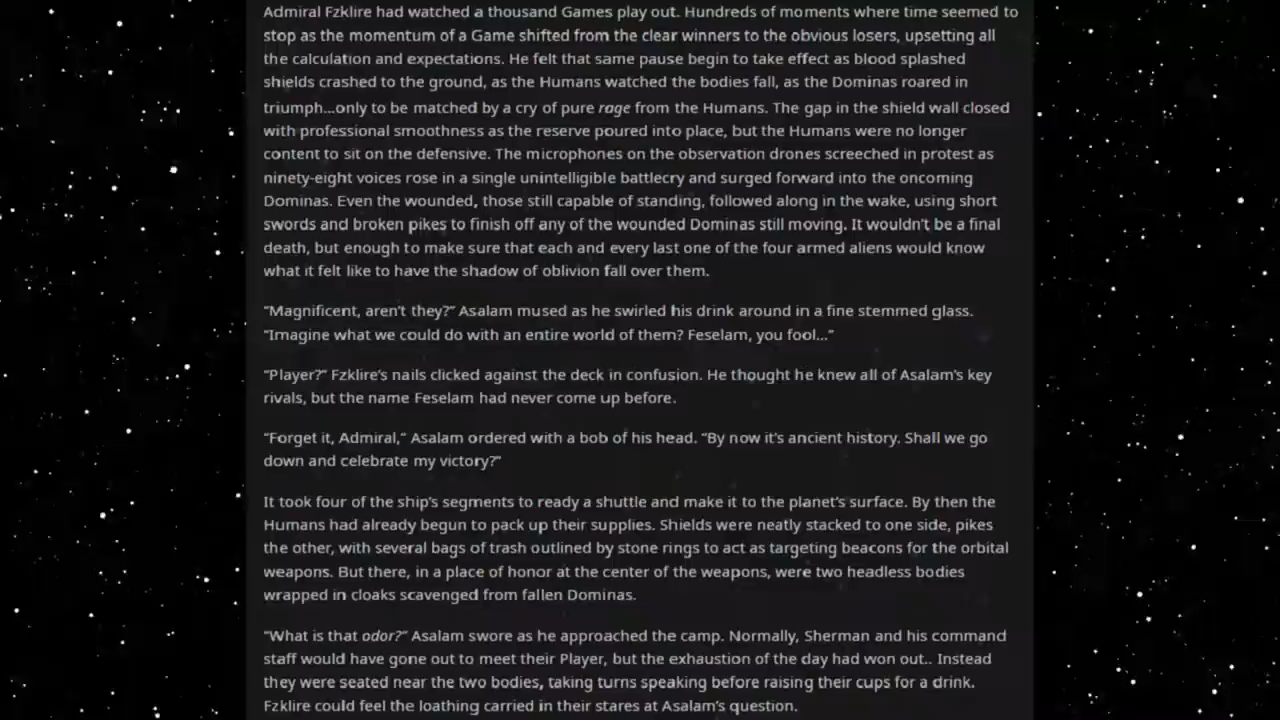 Admiral Fzklire had watched a thousand Games play out. Hundreds of moments where time seemed to
stop as the momentum of a Game shifted from the clear winners to the obvious losers, upsetting all
the calculation and expectations. He felt that same pause begin to take effect as blood splashed
shields crashed to the ground, as the Humans watched the bodies fall, as the Dominas roared in
triumph...only to be matched by a cry of pure rage from the Humans. The gap in the shield wall closed
with professional smoothness as the reserve poured into place, but the Humans were no longer
content to sit on the defensive. The microphones on the observation drones screeched in protest as
ninety-eight voices rose in a single unintelligible battlecry and surged forward into the oncoming
Dominas. Even the wounded, those still capable of standing, followed along in the wake, using short
swords and broken pikes to finish off any of the wounded Dominas still moving. It wouldn't be a final
death, but enough to make sure that each and every last one of the four armed aliens would know
what it felt like to have the shadow of oblivion fall over them.
“Magnificent, aren't they?” Asalam mused as he swirled his drink around in a fine stemmed glass.
“Imagine what we could do with an entire world of them? Feselam, you fool...”
“Player?” Fzklire's nails clicked against the deck in confusion. He thought he knew all of Asalam's key
rivals, but the name Feselam had never come up before.
“Forget it, Admiral,” Asalam ordered with a bob of his head. “By now it's ancient history. Shall we go
down and celebrate my victory?”
It took four of the ship's segments to ready a shuttle and make it to the planet's surface. By then the
Humans had already begun to pack up their supplies. Shields were neatly stacked to one side, pikes
the other, with several bags of trash outlined by stone rings to act as targeting beacons for the orbital
weapons. But there, in a place of honor at the center of the weapons, were two headless bodies
wrapped in cloaks scavenged from fallen Dominas.
“What is that odor?” Asalam swore as he approached the camp. Normally, Sherman and his command
staff would have gone out to meet their Player, but the exhaustion of the day had won out.. Instead
they were seated near the two bodies, taking turns speaking before raising their cups for a drink.
Fzklire could feel the loathing carried in their stares at Asalam's question.